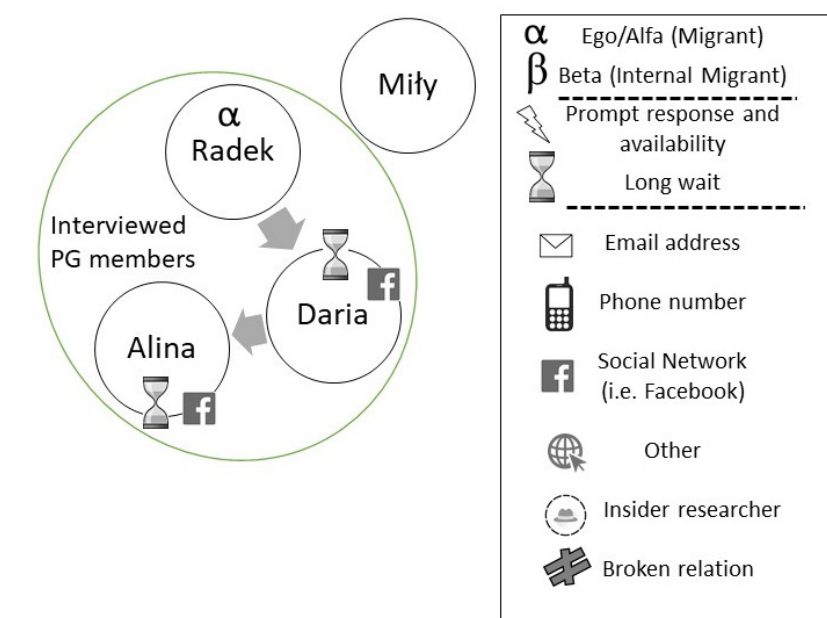 Miły
α
Radek
Interviewed
PG members
Daria
Alina
α Ego/Alfa (Migrant)
β Beta (Internal Migrant)
Prompt response and
availability
Long wait
Email address
Phone number
Social Network
(i.e. Facebook)
Other
Insider researcher
Broken relation